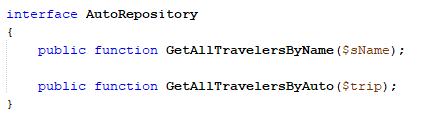 interface AutoRepository
{
public function GetAllTravelersByName($sName);
public function GetAllTravelersByAuto($trip);
}